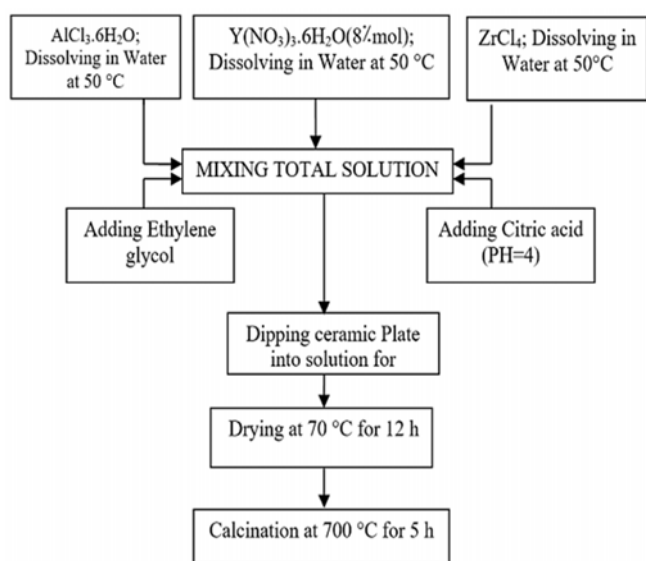 AlCl₃.6H₂O;
Dissolving in Water
at 50 °C
Y(NO₃)₃.6H₂O(8٪mol);
Dissolving in Water at 50 °C
ZrCl₄; Dissolving in
Water at 50°C
MIXING TOTAL SOLUTION
Adding Ethylene
glycol
Adding Citric acid
(PH=4)
Dipping ceramic Plate
into solution for
Drying at 70 °C for 12 h
Calcination at 700 °C for 5 h